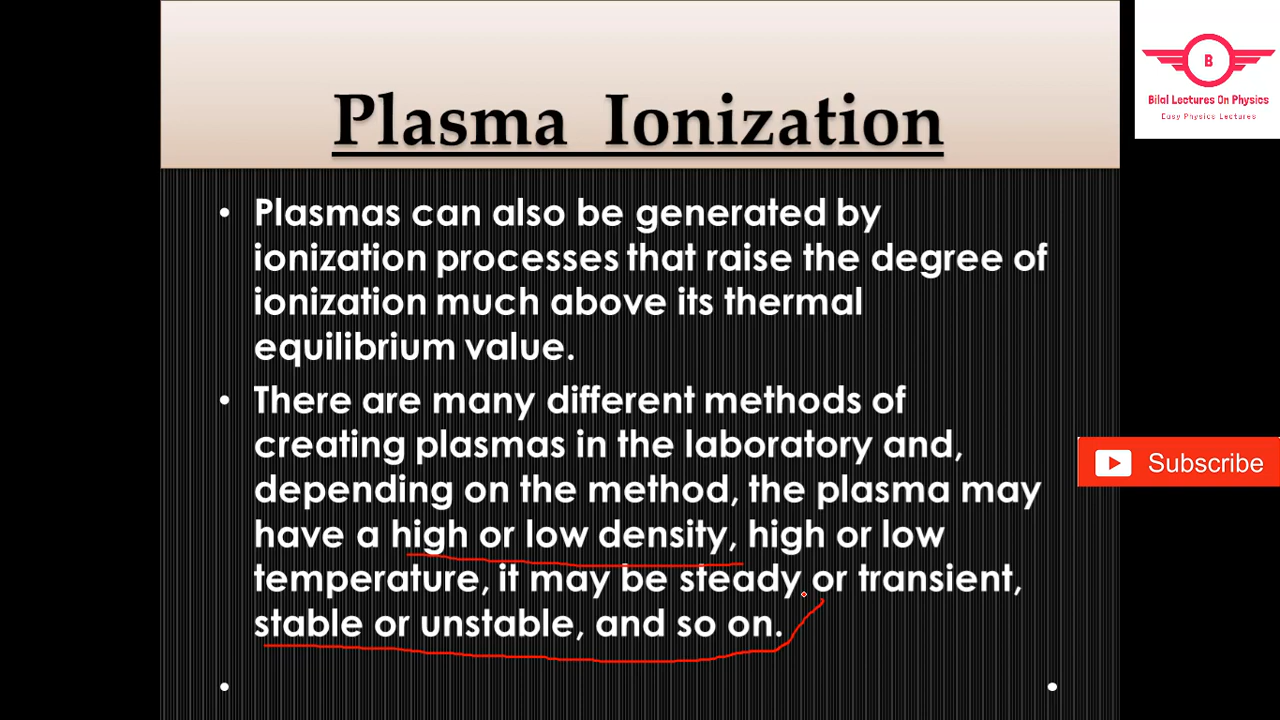 Plasma Ionization
B
Bilal Lectures On Physics
Easy Physics Lectures
• Plasmas can also be generated by
ionization processes that raise the degree of
ionization much above its thermal
equilibrium value.
• There are many different methods of
creating plasmas in the laboratory and,
depending on the method, the plasma may
have a high or low density, high or low
temperature, it may be steady or transient,
stable or unstable, and so on.
Subscribe